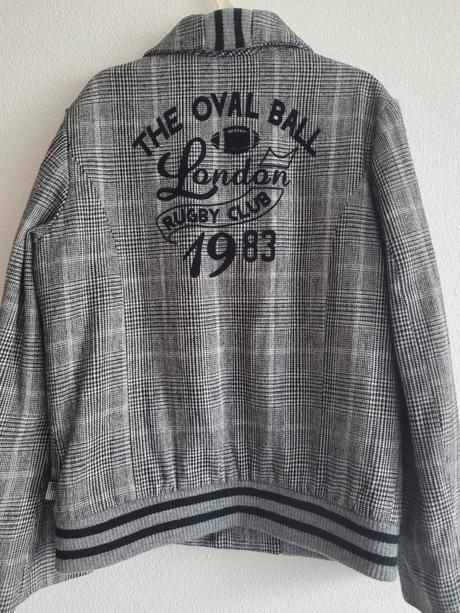 THE OVAL BALL
London
RUGBY CLUB
1983